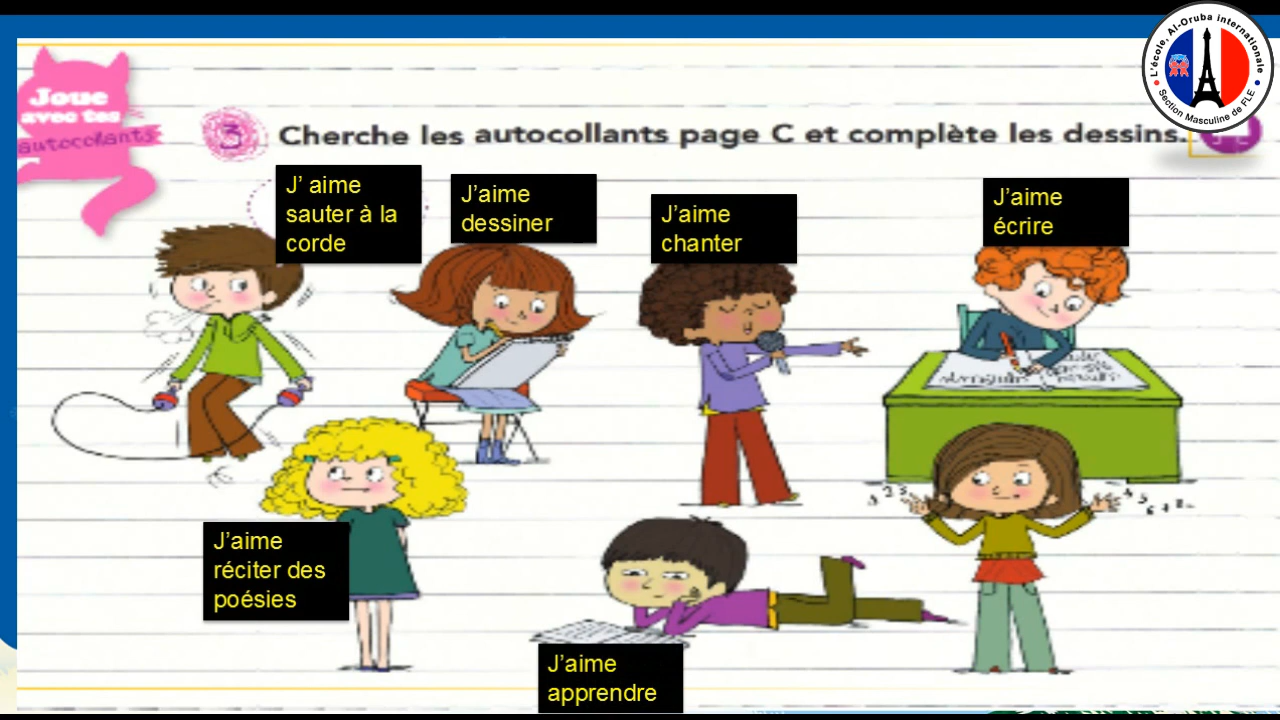 Joue
avec tes
autocollants
3 Cherche les autocollants page C et complète les dessins.
L'école. Al-Oruba internationale
Section Masculine de FLE
J' aime
sauter à la
corde
J'aime
dessiner
J'aime
chanter
J'aime
écrire
J'aime
réciter des
poésies
J'aime
apprendre